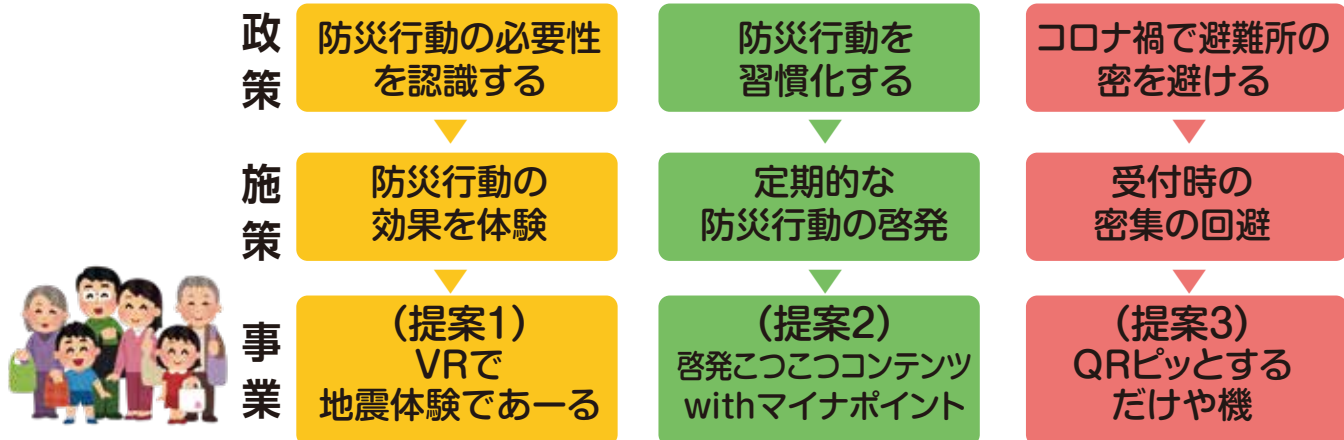 政策
防災行動の必要性
を認識する
防災行動を
習慣化する
コロナ禍で避難所の
密を避ける
施策
防災行動の
効果を体験
定期的な
防災行動の啓発
受付時の
密集の回避
事業
(提案1)
VRで
地震体験であーる
(提案2)
啓発こつこつコンテンツ
withマイナポイント
(提案3)
QRピッとする
だけや機